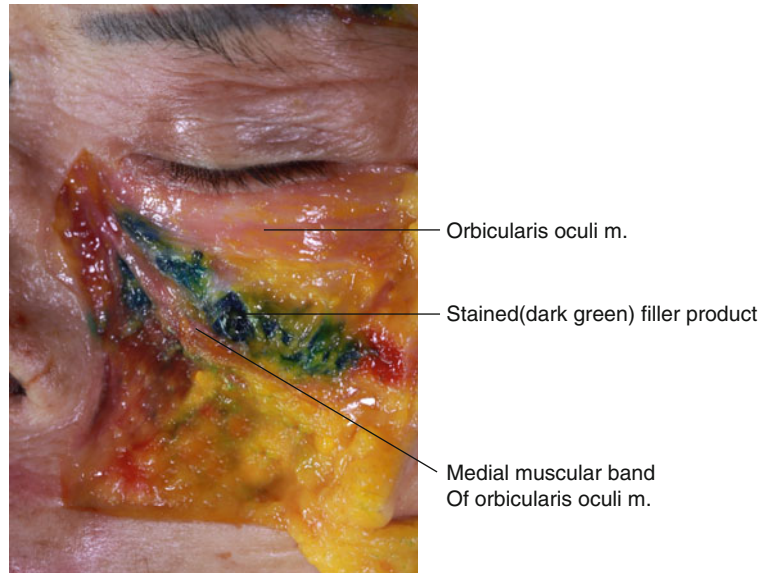 Orbicularis oculi m.
Stained(dark green) filler product
Medial muscular band
Of orbicularis oculi m.